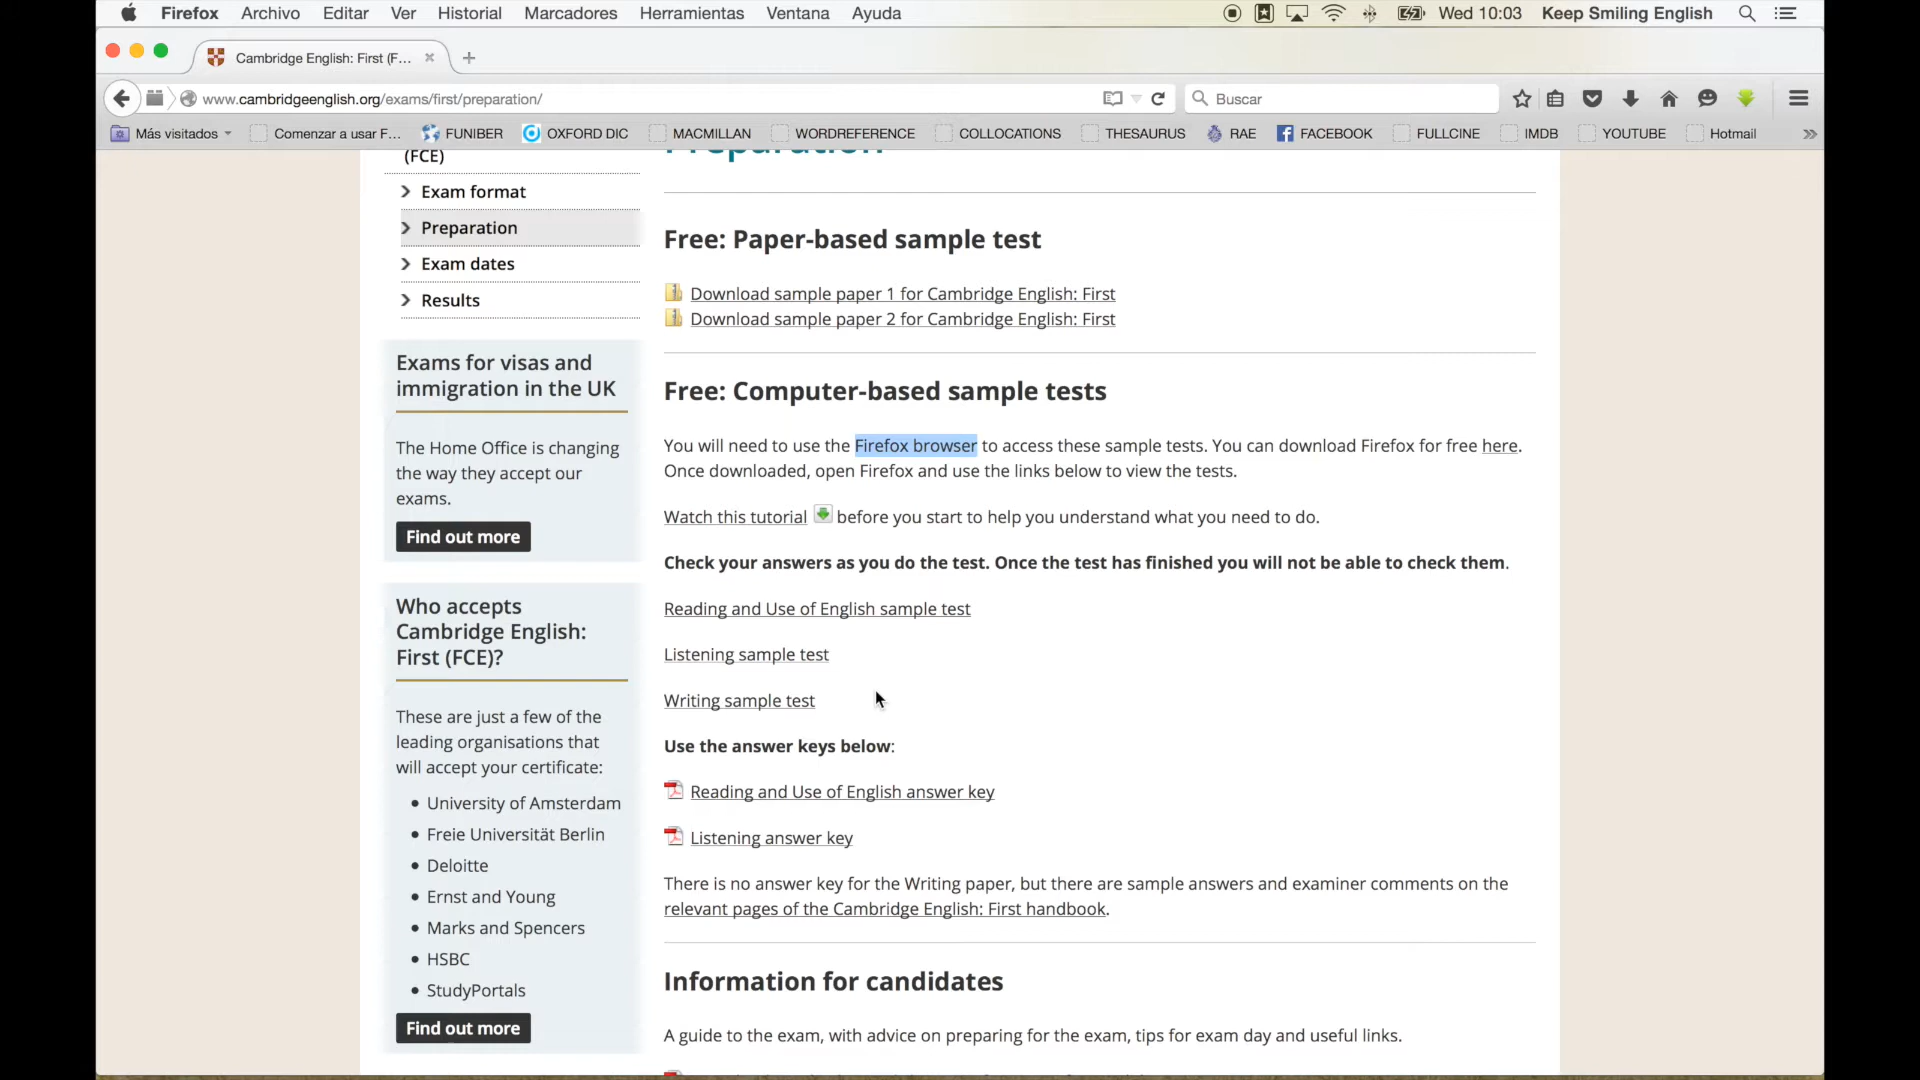 Firefox Archivo Editar Ver Historial Marcadores Herramientas Ventana Ayuda Wed 10:03 Keep Smiling English
Cambridge English: First (F...
www.cambridgeenglish.org/exams/first/preparation/
Buscar
Más visitados Comenzar a usar F... FUNIBER OXFORD DIC MACMILLAN WORDREFERENCE COLLOCATIONS THESAURUS RAE FACEBOOK FULLCINE IMDB YOUTUBE Hotmail
(FCE)
Exam format
Preparation
Exam dates
Results
Exams for visas and
immigration in the UK
The Home Office is changing
the way they accept our
exams.
Find out more
Who accepts
Cambridge English:
First (FCE)?
These are just a few of the
leading organisations that
will accept your certificate:
University of Amsterdam
Freie Universität Berlin
Deloitte
Ernst and Young
Marks and Spencers
HSBC
StudyPortals
Find out more
Preparation
Free: Paper-based sample test
Download sample paper 1 for Cambridge English: First
Download sample paper 2 for Cambridge English: First
Free: Computer-based sample tests
You will need to use the Firefox browser to access these sample tests. You can download Firefox for free here.
Once downloaded, open Firefox and use the links below to view the tests.
Watch this tutorial before you start to help you understand what you need to do.
Check your answers as you do the test. Once the test has finished you will not be able to check them.
Reading and Use of English sample test
Listening sample test
Writing sample test
Use the answer keys below:
Reading and Use of English answer key
Listening answer key
There is no answer key for the Writing paper, but there are sample answers and examiner comments on the
relevant pages of the Cambridge English: First handbook.
Information for candidates
A guide to the exam, with advice on preparing for the exam, tips for exam day and useful links.